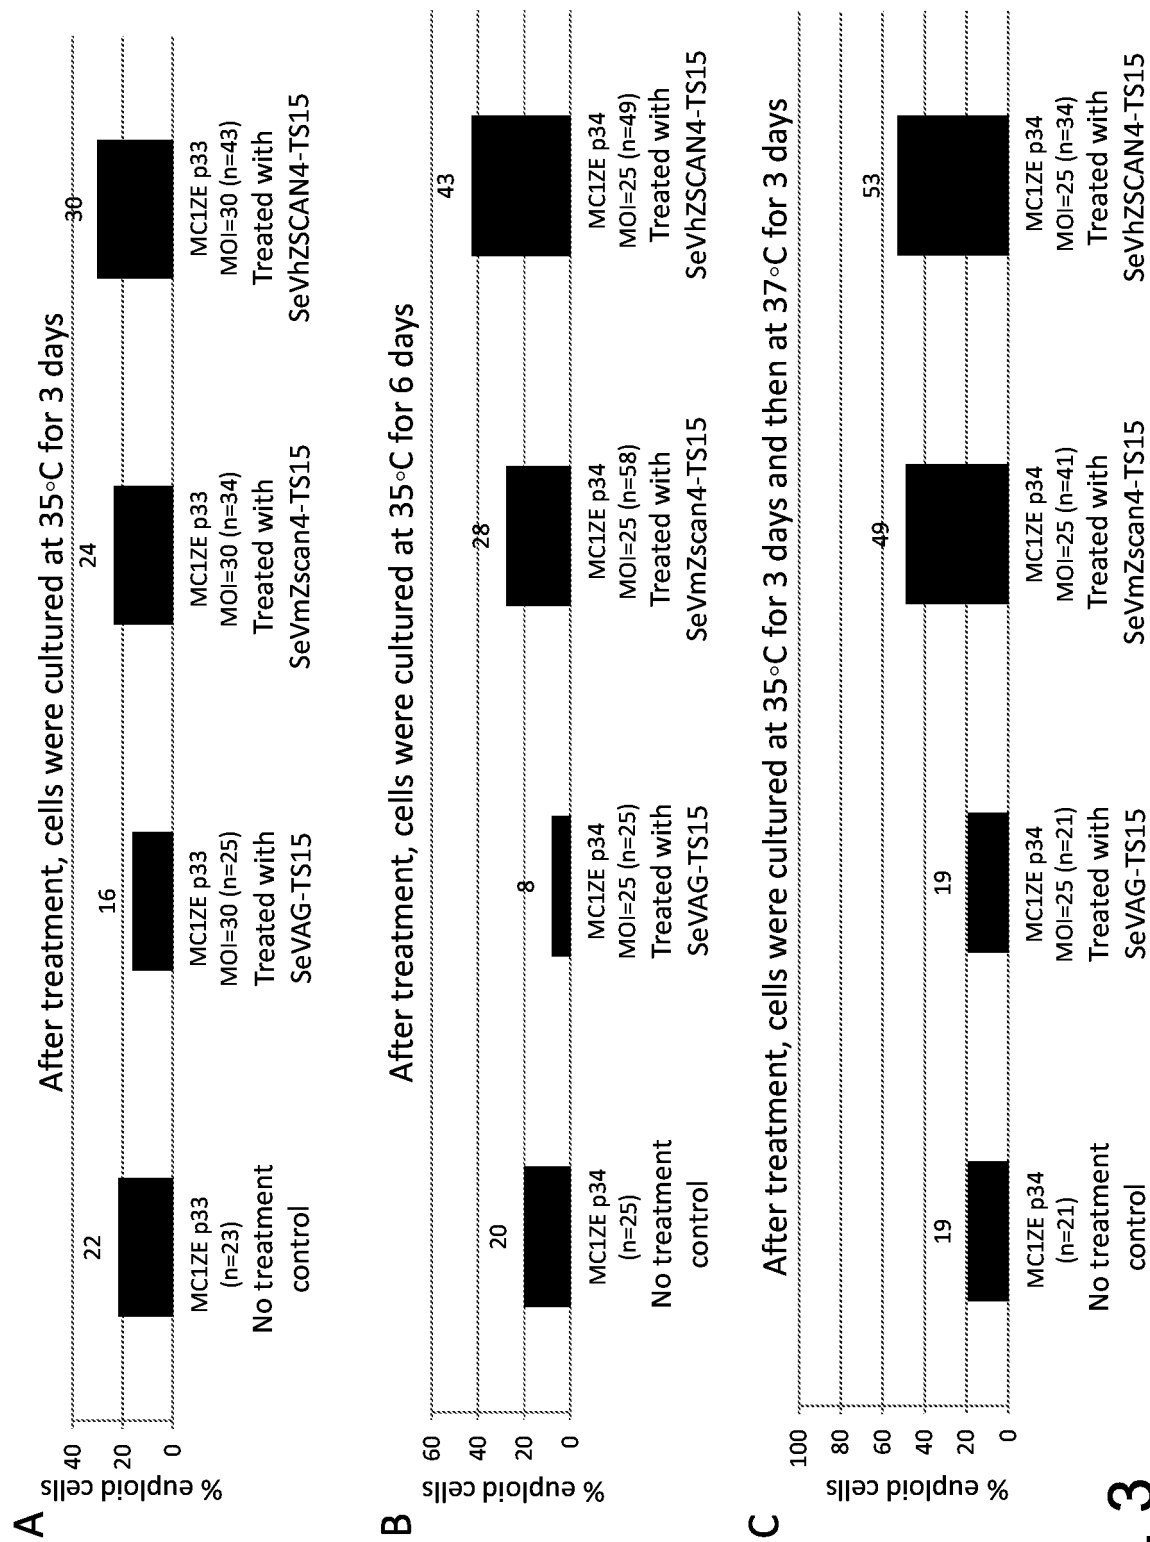 A
After treatment, cells were cultured at 35°C for 3 days
% euploid cells
40
20
0
22
16
24
30
MC1ZE p33
(n=23)
No treatment
control
MC1ZE p33
MOI=30 (n=25)
Treated with
SeVAG-TS15
MC1ZE p33
MOI=30 (n=34)
Treated with
SeVmZscan4-TS15
MC1ZE p33
MOI=30 (n=43)
Treated with
SeVhZSCAN4-TS15
B
After treatment, cells were cultured at 35°C for 6 days
% euploid cells
60
40
20
0
20
8
28
43
MC1ZE p34
(n=25)
No treatment
control
MC1ZE p34
MOI=25 (n=25)
Treated with
SeVAG-TS15
MC1ZE p34
MOI=25 (n=58)
Treated with
SeVmZscan4-TS15
MC1ZE p34
MOI=25 (n=49)
Treated with
SeVhZSCAN4-TS15
C
After treatment, cells were cultured at 35°C for 3 days and then at 37°C for 3 days
% euploid cells
100
80
60
40
20
0
19
19
49
53
MC1ZE p34
(n=21)
No treatment
control
MC1ZE p34
MOI=25 (n=21)
Treated with
SeVAG-TS15
MC1ZE p34
MOI=25 (n=41)
Treated with
SeVmZscan4-TS15
MC1ZE p34
MOI=25 (n=34)
Treated with
SeVhZSCAN4-TS15
3